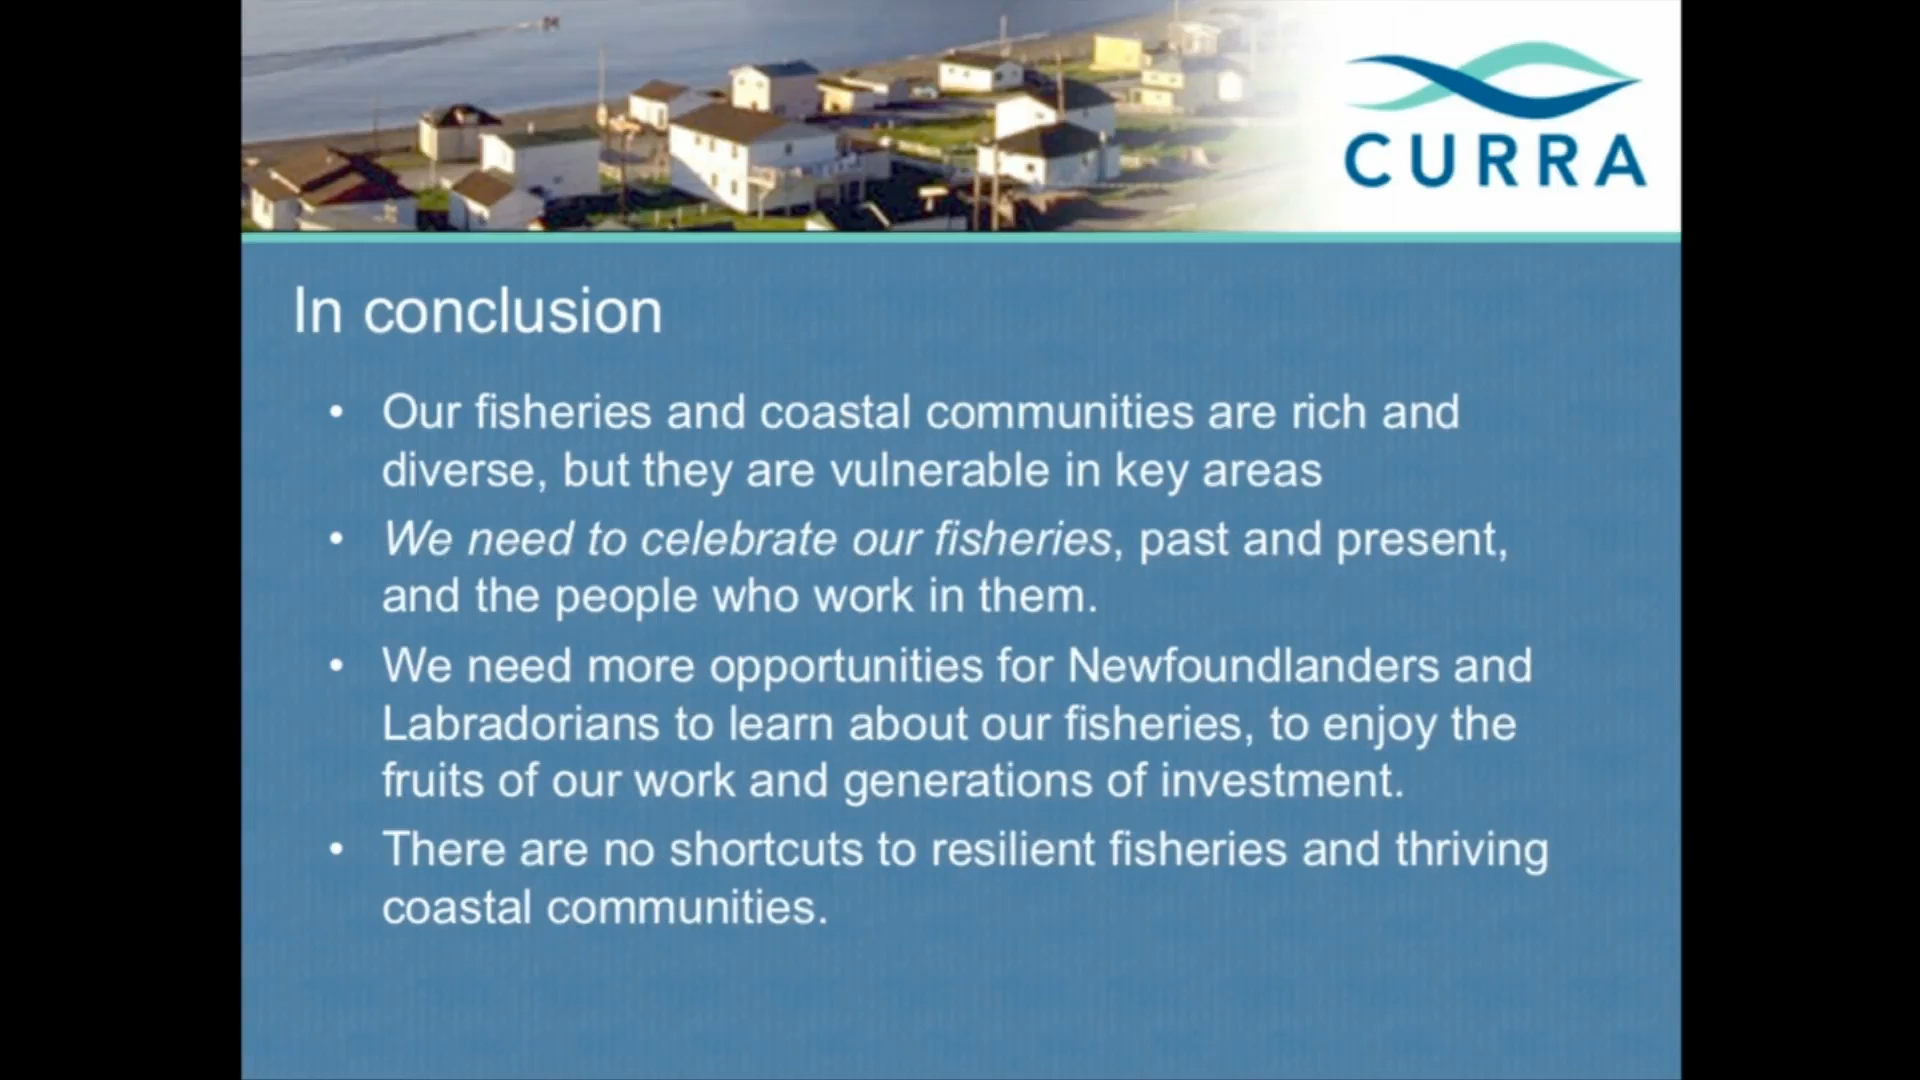 CURRA
In conclusion
• Our fisheries and coastal communities are rich and
diverse, but they are vulnerable in key areas
• We need to celebrate our fisheries, past and present,
and the people who work in them.
• We need more opportunities for Newfoundlanders and
Labradorians to learn about our fisheries, to enjoy the
fruits of our work and generations of investment.
• There are no shortcuts to resilient fisheries and thriving
coastal communities.